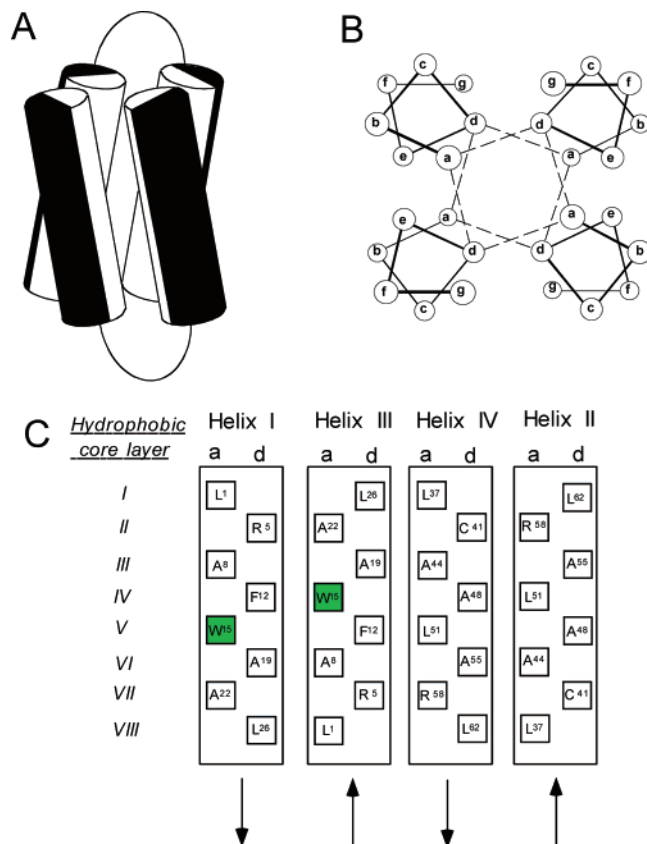 A
B
c c
f g g f
b d d b
e a a e
e a a e
b d d b
f g g f
c c
C
Hydrophobic core layer
Helix I Helix III Helix IV Helix II
a d a d a d a d
I L1 L26 L37 L62
II R5 A22 C41 R58
III A8 A19 A44 A55
IV F12 W15 A48 L51
V W15 F12 L51 A48
VI A19 A8 A55 A44
VII A22 R5 R58 C41
VIII L26 L1 L62 L37